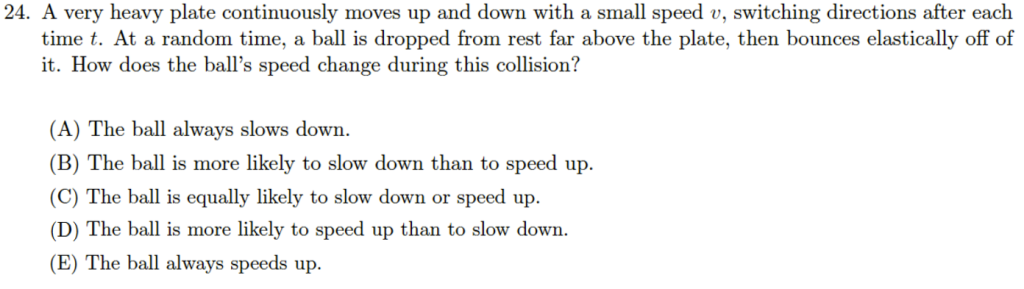 24. A very heavy plate continuously moves up and down with a small speed v, switching directions after each
time t. At a random time, a ball is dropped from rest far above the plate, then bounces elastically off of
it. How does the ball's speed change during this collision?
(A) The ball always slows down.
(B) The ball is more likely to slow down than to speed up.
(C) The ball is equally likely to slow down or speed up.
(D) The ball is more likely to speed up than to slow down.
(E) The ball always speeds up.